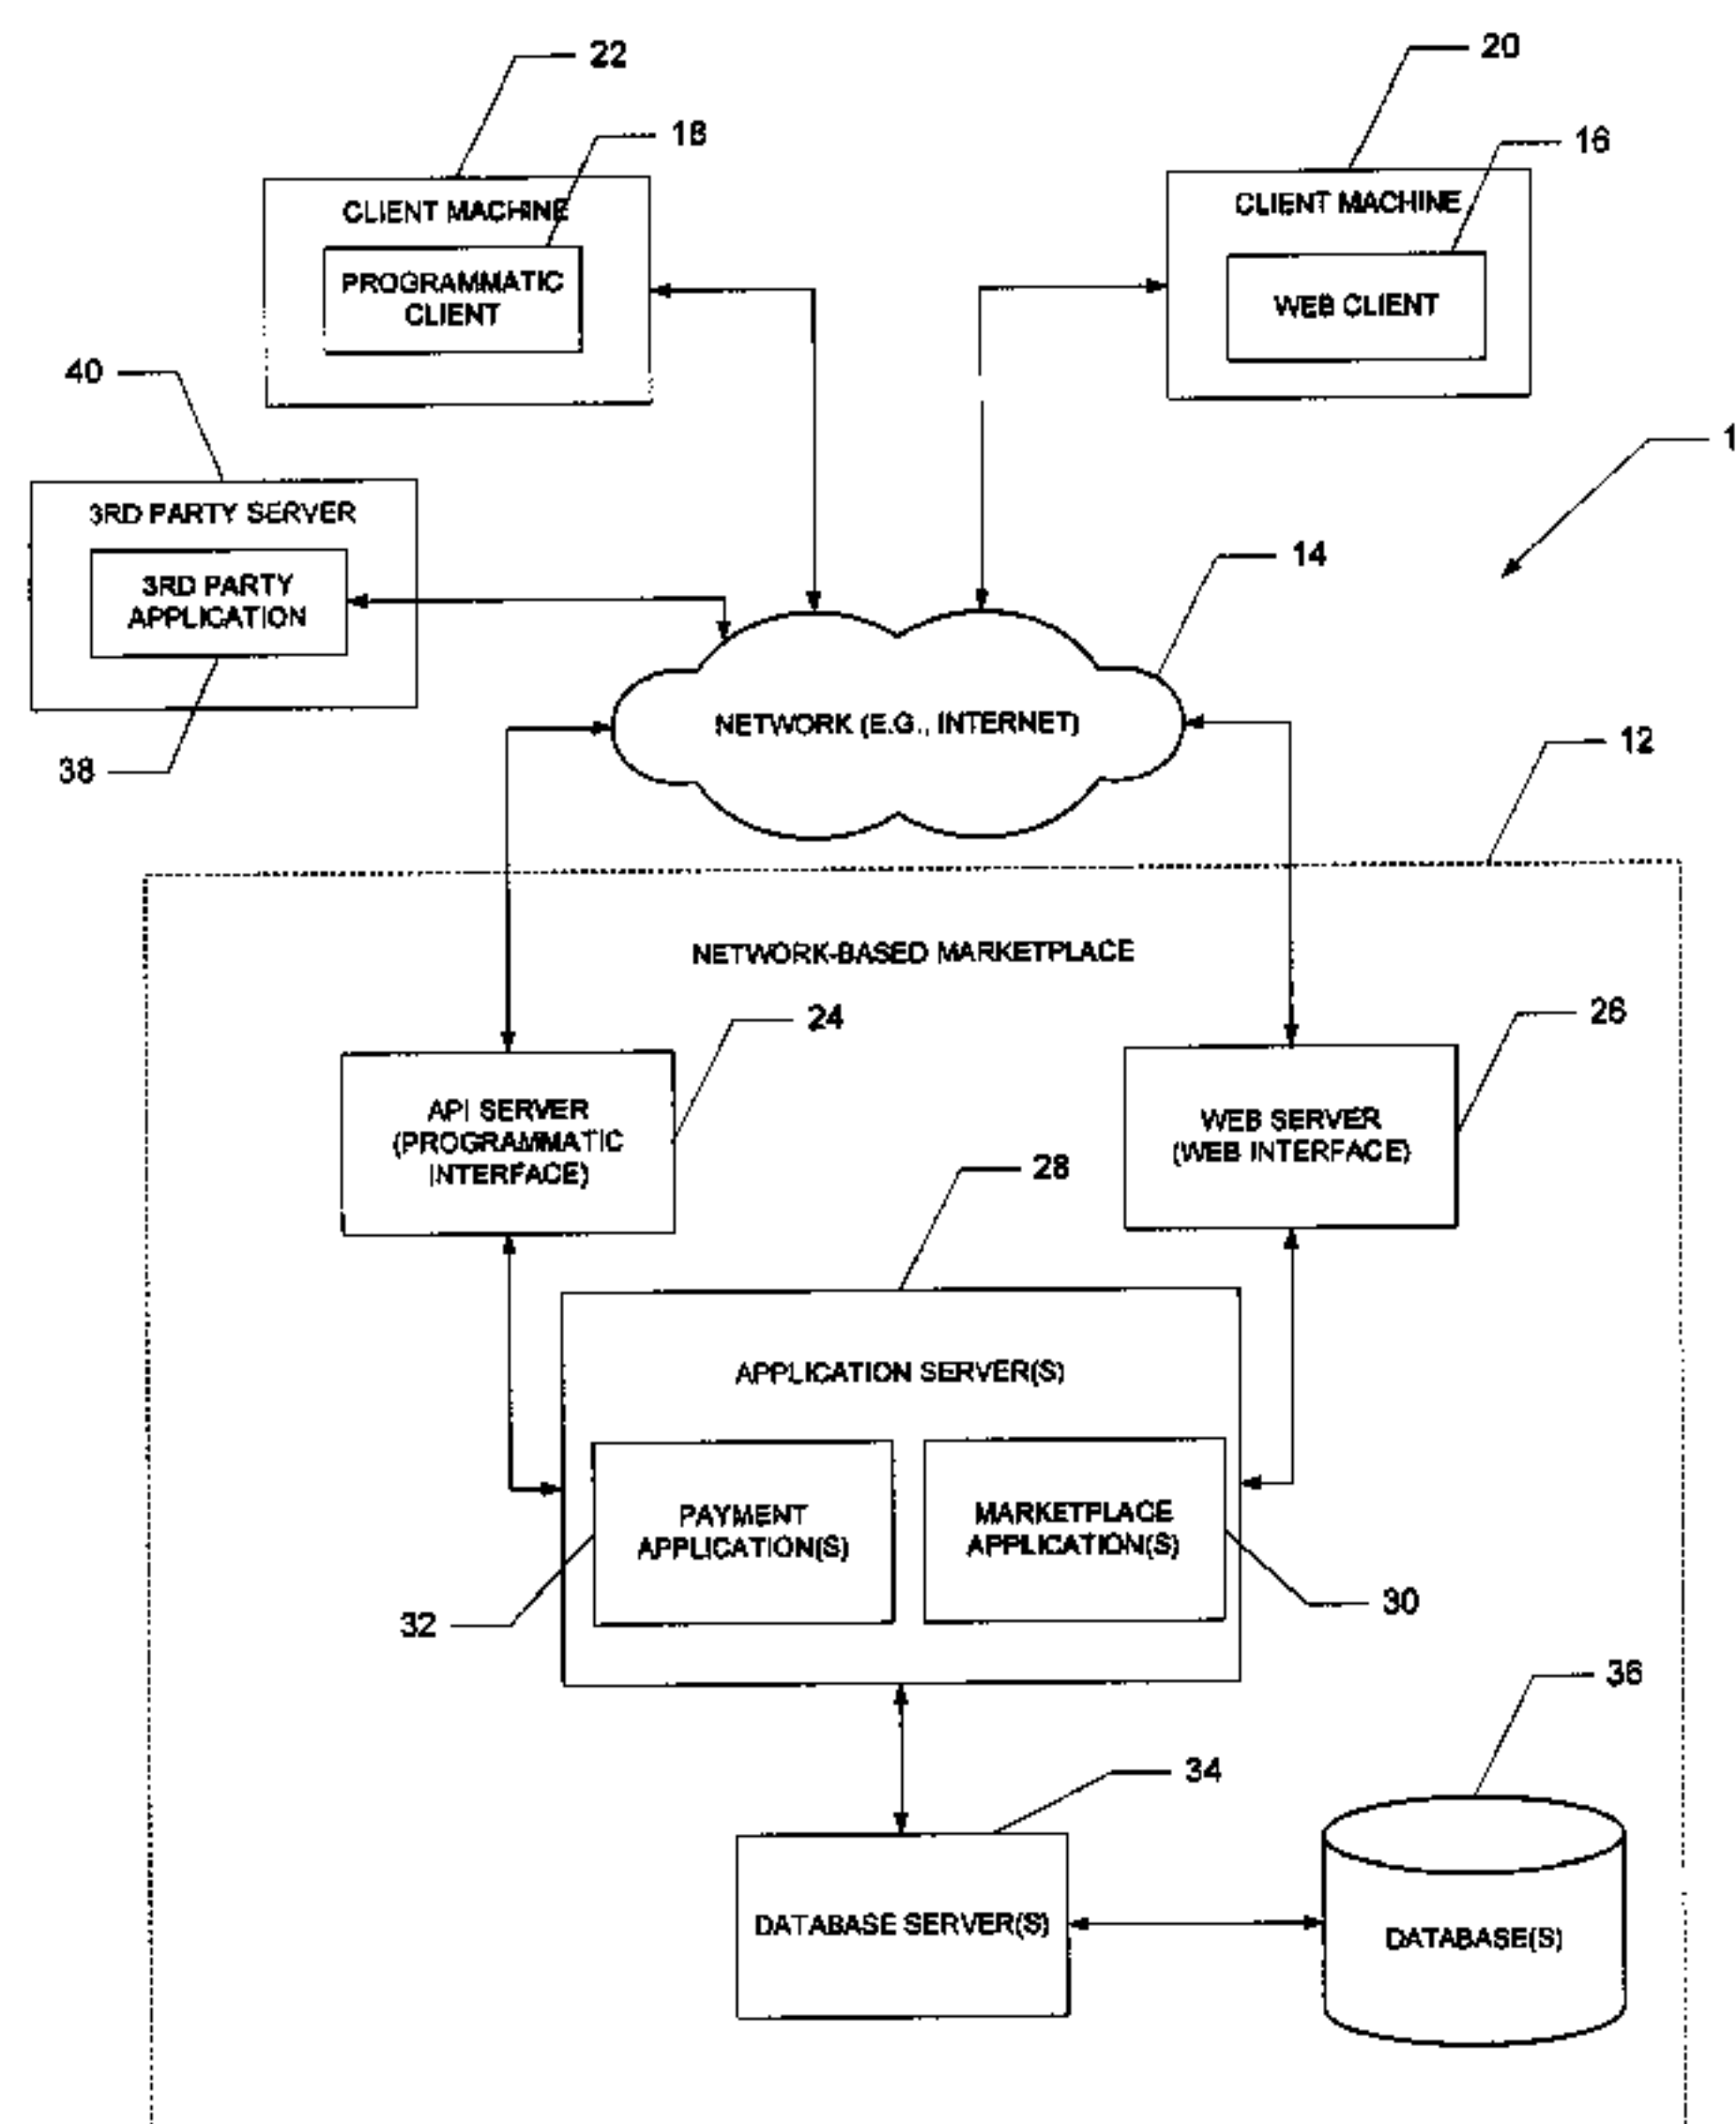 22
20
18
16
CLIENT MACHINE
CLIENT MACHINE
PROGRAMMATIC
CLIENT
WEB CLIENT
40
1
3RD PARTY SERVER
14
3RD PARTY
APPLICATION
NETWORK (E.G., INTERNET)
12
38
NETWORK-BASED MARKETPLACE
24
26
API SERVER
(PROGRAMMATIC
INTERFACE)
WEB SERVER
(WEB INTERFACE)
28
APPLICATION SERVER(S)
PAYMENT
APPLICATION(S)
MARKETPLACE
APPLICATION(S)
30
32
36
34
DATABASE SERVER(S)
DATABASE(S)